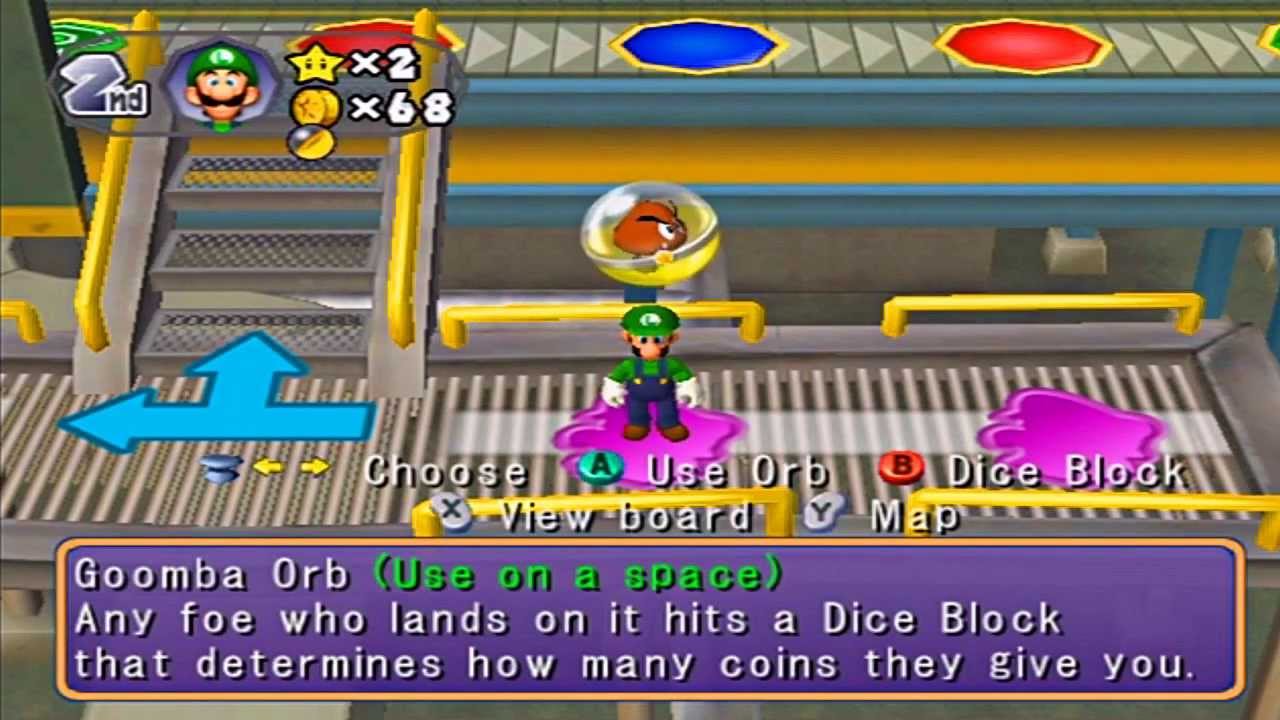 2nd
×2
×68
Choose A Use Orb B Dice Block
X View board Y Map
Goomba Orb (Use on a space)
Any foe who lands on it hits a Dice Block
that determines how many coins they give you.